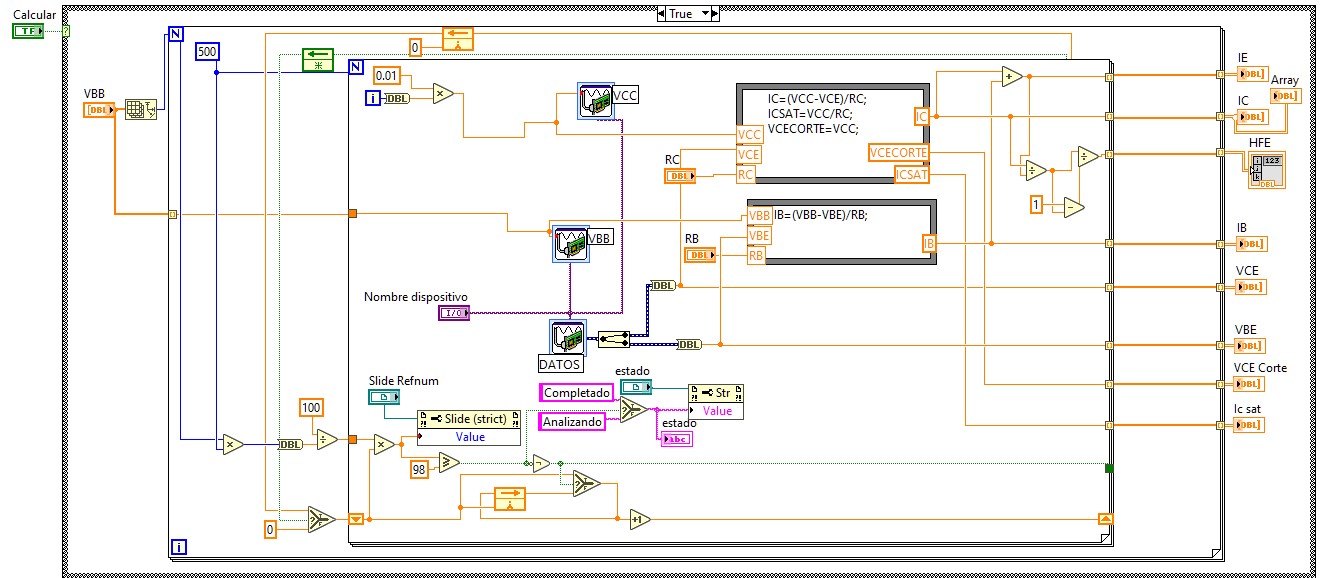 True
Calcular
TF
?
N
500
0
N
0.01
i
DBL
×
VCC
IC=(VCC-VCE)/RC;
ICSAT=VCC/RC;
VCECORTE=VCC;
VCC
VCE
RC
IC
VCECORTE
ICSAT
RC
DBL
+
÷
÷
1
−
IE
DBL
Array
DBL
IC
DBL
HFE
123
DBL
VBB
DBL
VBB
IB=(VBB-VBE)/RB;
VBB
VBE
RB
IB
RB
DBL
IB
DBL
VCE
DBL
VBE
DBL
VCE Corte
DBL
Ic sat
DBL
Nombre dispositivo
I/O
DBL
DBL
DATOS
Slide Refnum
Slide (strict)
Value
estado
Completado
Analizando
Str
Value
estado
abc
100
×
DBL
÷
×
98
≥
0
+1
i